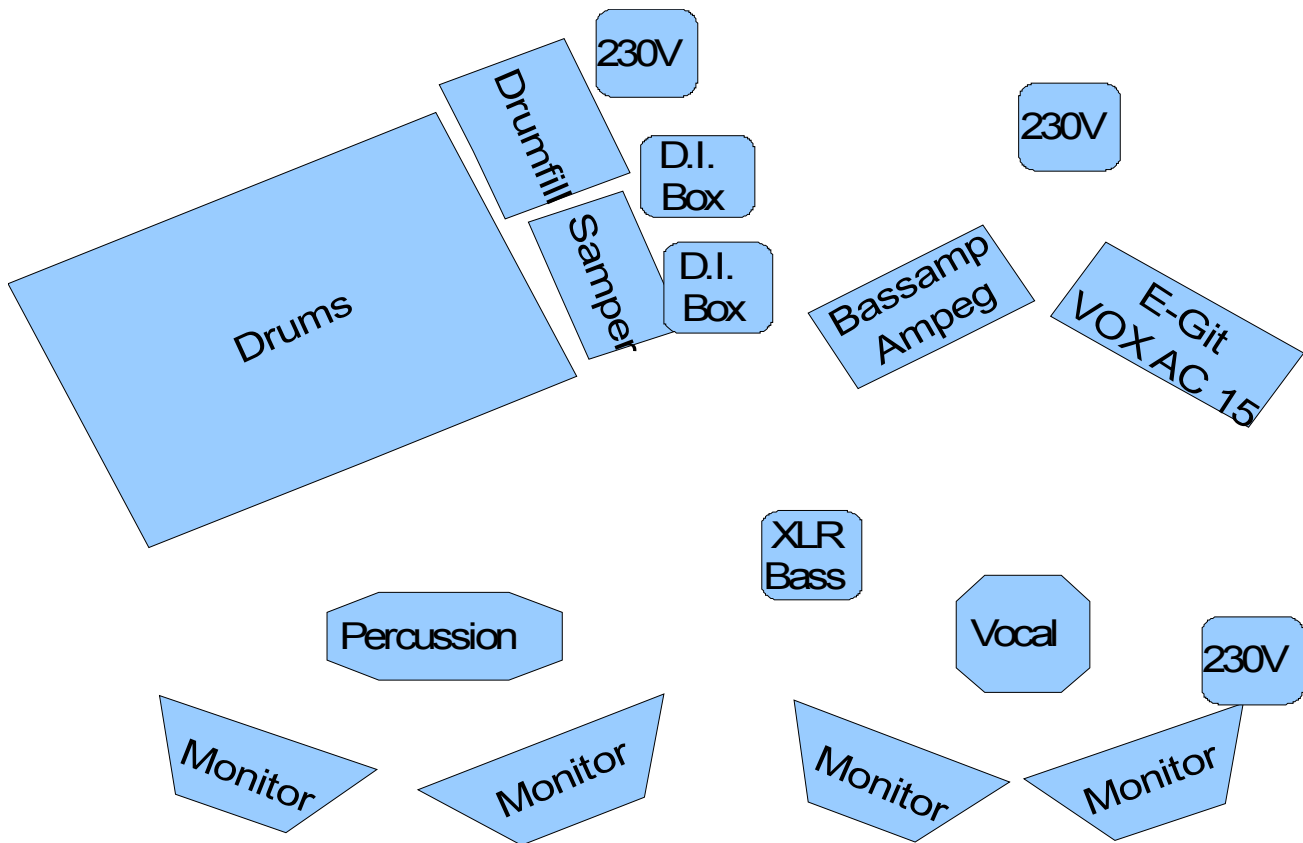 230V
Drumfill
230V
D.I.
Box
Samper
D.I.
Box
Drums
Bassamp
Ampeg
E-Git
VOX AC 15
XLR
Bass
Percussion
Vocal
230V
Monitor
Monitor
Monitor
Monitor